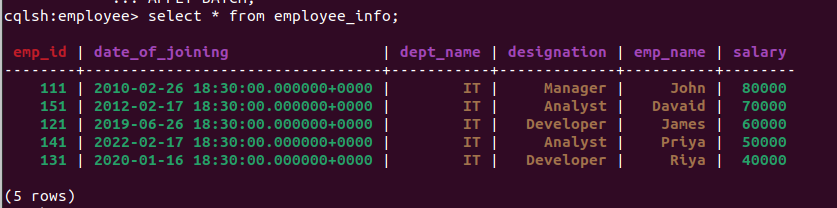 ... APPLY BATCH;
cqlsh:employee> select * from employee_info;
emp_id | date_of_joining | dept_name | designation | emp_name | salary
--------+---------------------------------+-----------+-------------+----------+--------
111 | 2010-02-26 18:30:00.000000+0000 | IT | Manager | John | 80000
151 | 2012-02-17 18:30:00.000000+0000 | IT | Analyst | Davaid | 70000
121 | 2019-06-26 18:30:00.000000+0000 | IT | Developer | James | 60000
141 | 2022-02-17 18:30:00.000000+0000 | IT | Analyst | Priya | 50000
131 | 2020-01-16 18:30:00.000000+0000 | IT | Developer | Riya | 40000
(5 rows)